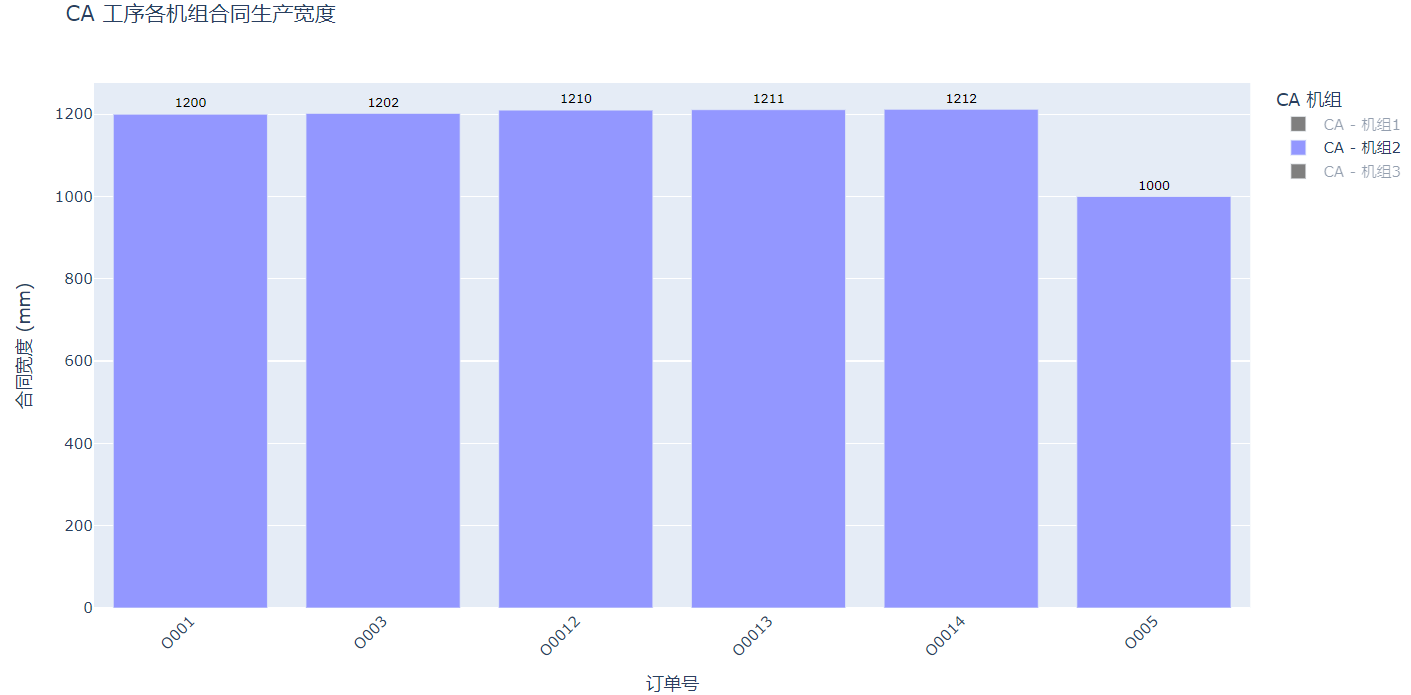 CA 工序各机组合同生产宽度
CA 机组
CA - 机组1
CA - 机组2
CA - 机组3
合同宽度 (mm)
1200
1000
800
600
400
200
0
1200
1202
1210
1211
1212
1000
O001
O003
O0012
O0013
O0014
O005
订单号